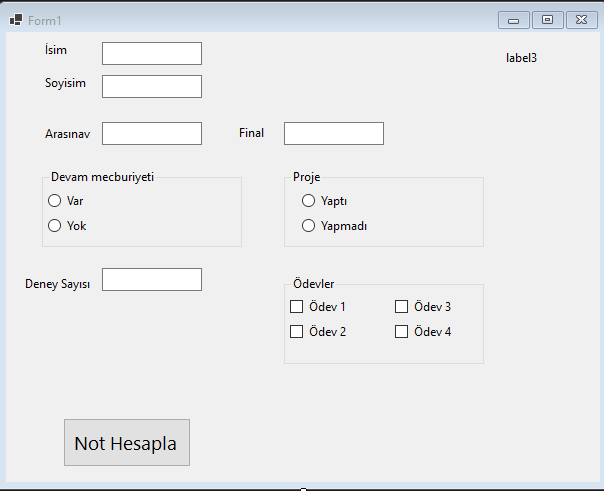 Form1
İsim
label3
Soyisim
Arasınav
Final
Devam mecburiyeti
Var
Yok
Proje
Yaptı
Yapmadı
Deney Sayısı
Ödevler
Ödev 1
Ödev 3
Ödev 2
Ödev 4
Not Hesapla